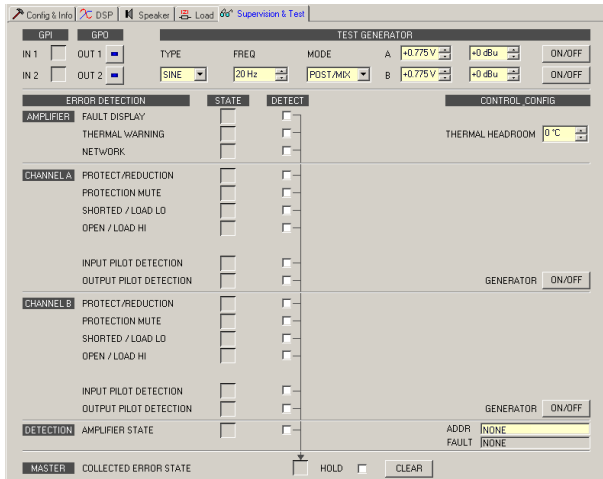 Config & Info DSP Speaker Load Supervision & Test
GPI GPO TEST GENERATOR
IN 1 OUT 1 TYPE FREQ MODE A +0.775 V +0 dBu ON/OFF
IN 2 OUT 2 SINE 20 Hz POST/MIX B +0.775 V +0 dBu ON/OFF
ERROR DETECTION STATE DETECT CONTROL_CONFIG
AMPLIFIER FAULT DISPLAY
THERMAL WARNING THERMAL HEADROOM 0 °C
NETWORK
CHANNEL A PROTECT/REDUCTION
PROTECTION MUTE
SHORTED / LOAD LO
OPEN / LOAD HI
INPUT PILOT DETECTION
OUTPUT PILOT DETECTION GENERATOR ON/OFF
CHANNEL B PROTECT/REDUCTION
PROTECTION MUTE
SHORTED / LOAD LO
OPEN / LOAD HI
INPUT PILOT DETECTION
OUTPUT PILOT DETECTION GENERATOR ON/OFF
DETECTION AMPLIFIER STATE ADDR NONE
FAULT NONE
MASTER COLLECTED ERROR STATE HOLD CLEAR